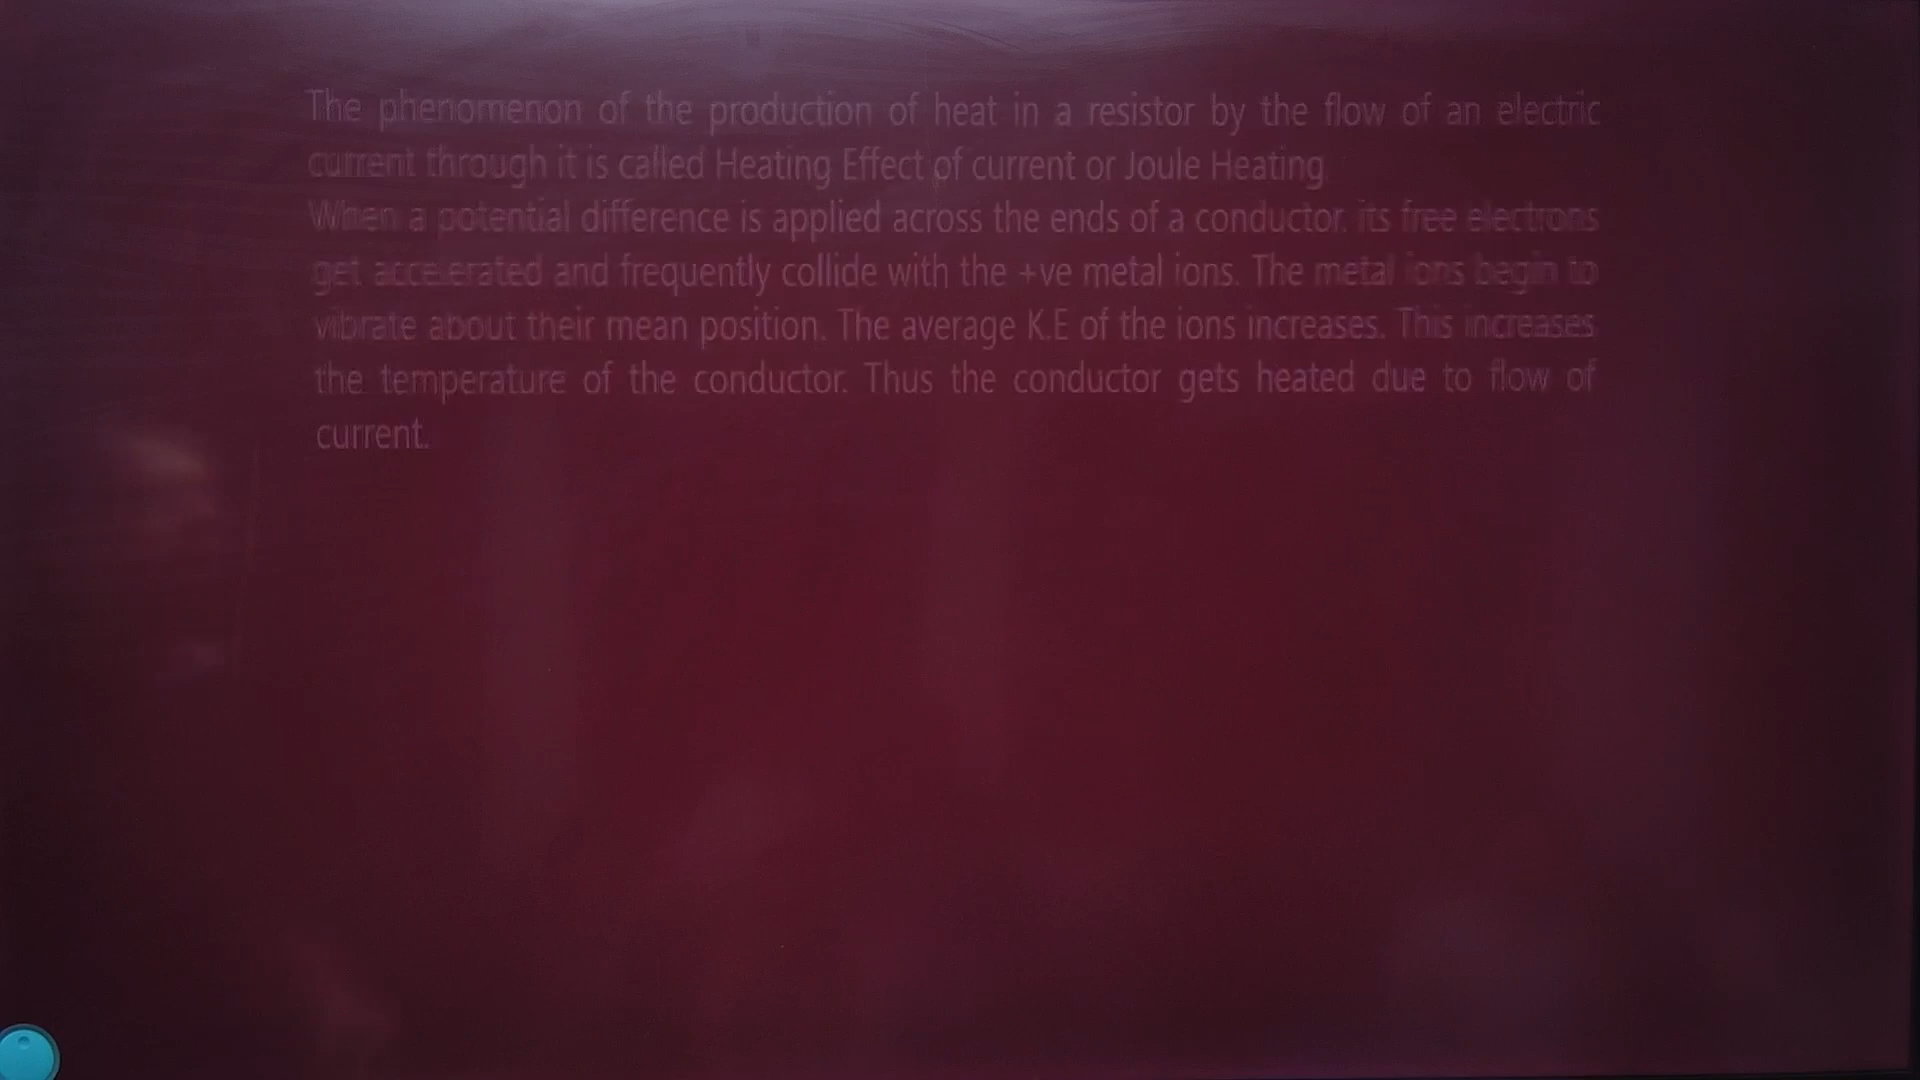 The phenomenon of the production of heat in a resistor by the flow of an electric
current through it is called Heating Effect of current or Joule Heating
When a potential difference is applied across the ends of a conductor. its free electrons
get accelerated and frequently collide with the +ve metal ions. The metal ions begin to
vibrate about their mean position. The average K.E of the ions increases. This increases
the temperature of the conductor. Thus the conductor gets heated due to flow of
current.